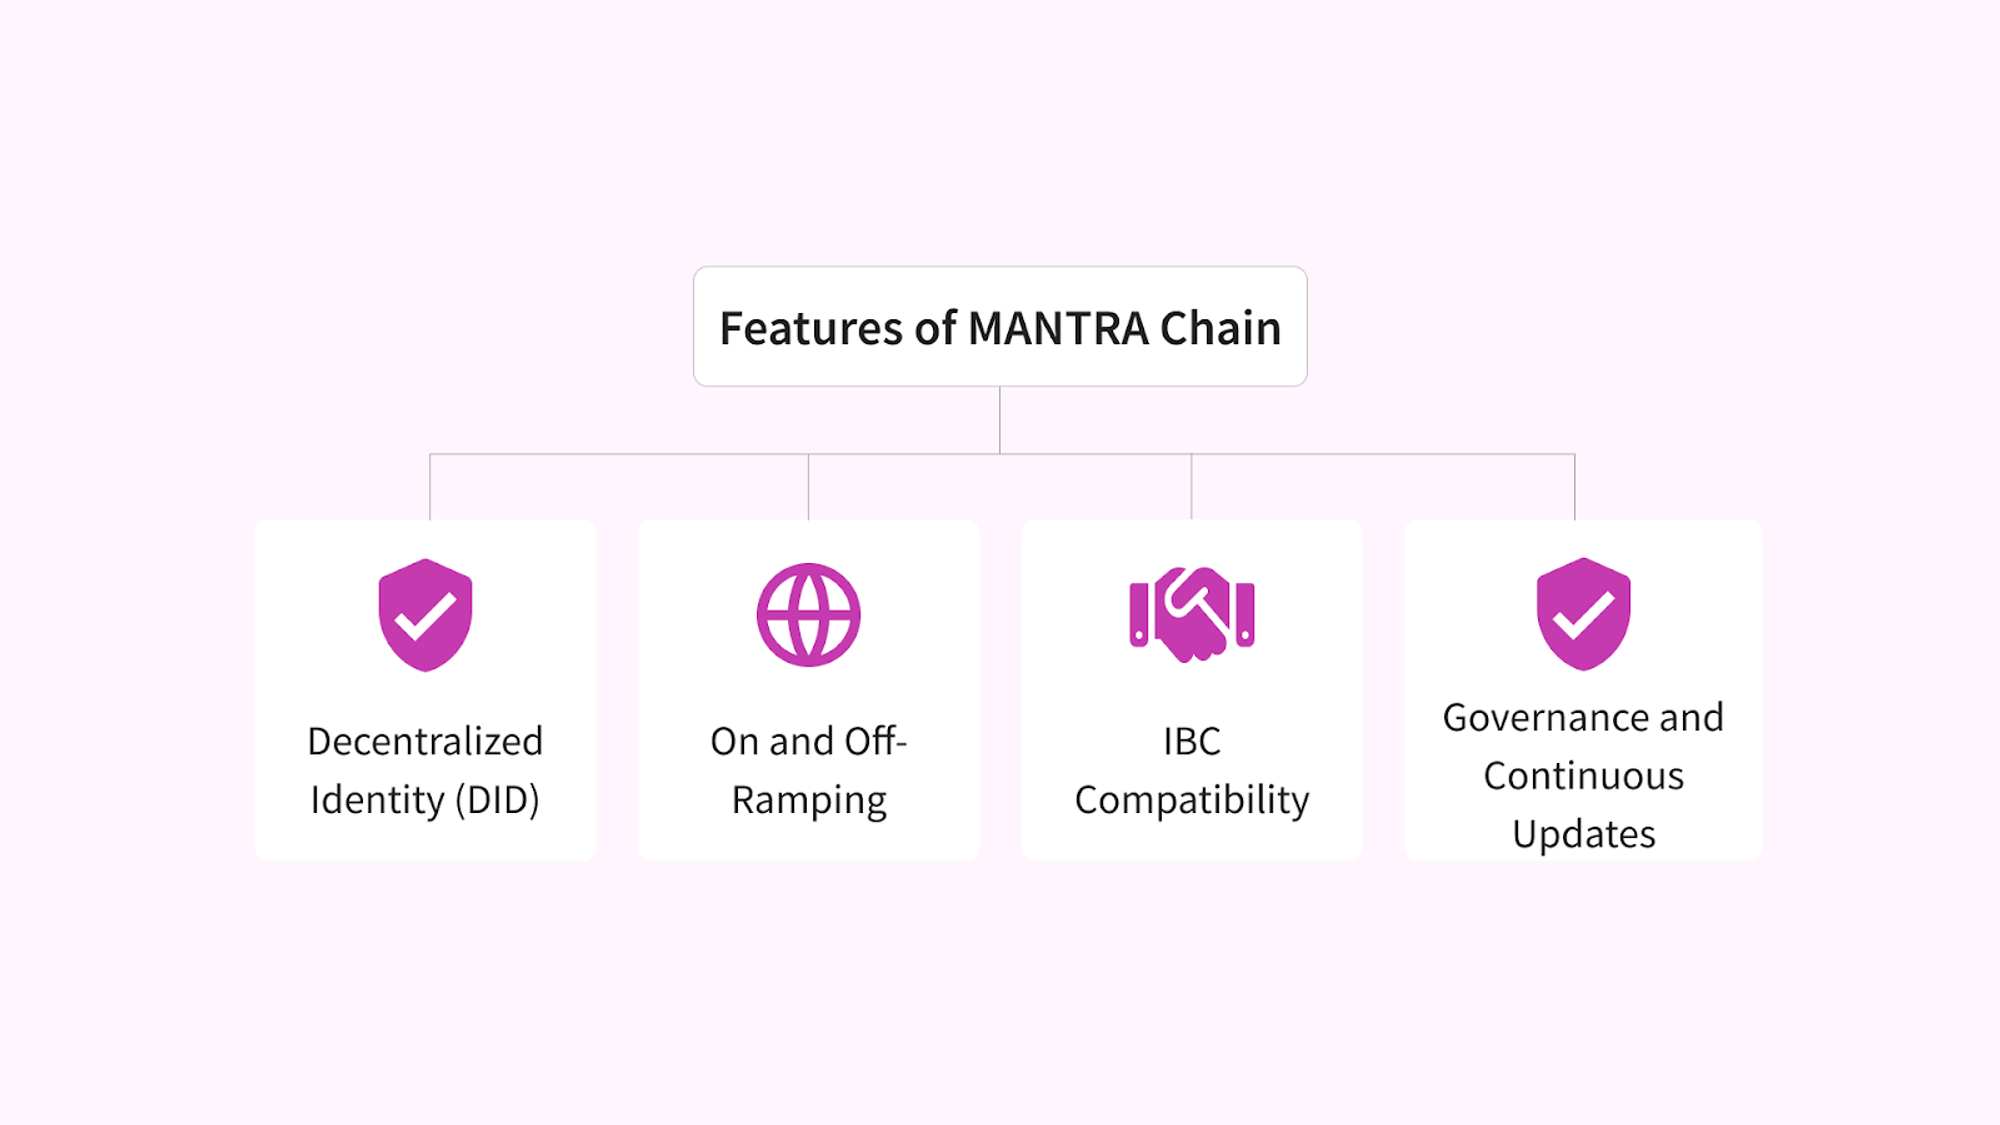 Features of MANTRA Chain
Decentralized
Identity (DID)
On and Off-
Ramping
IBC
Compatibility
Governance and
Continuous
Updates